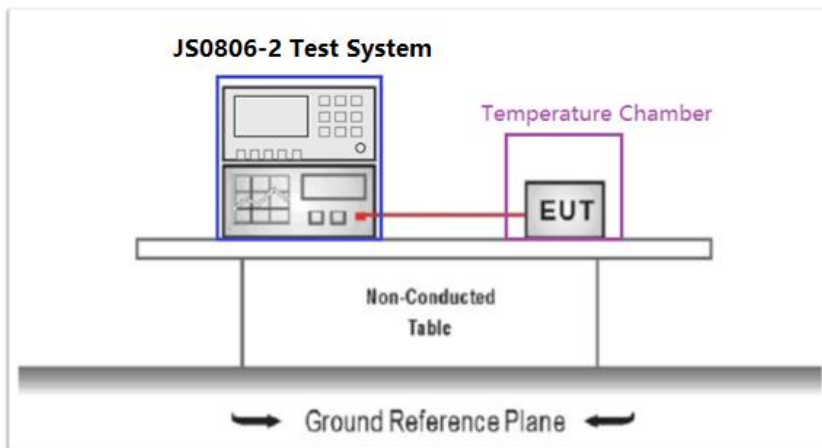 JS0806-2 Test System
Temperature Chamber
EUT
Non-Conducted
Table
Ground Reference Plane